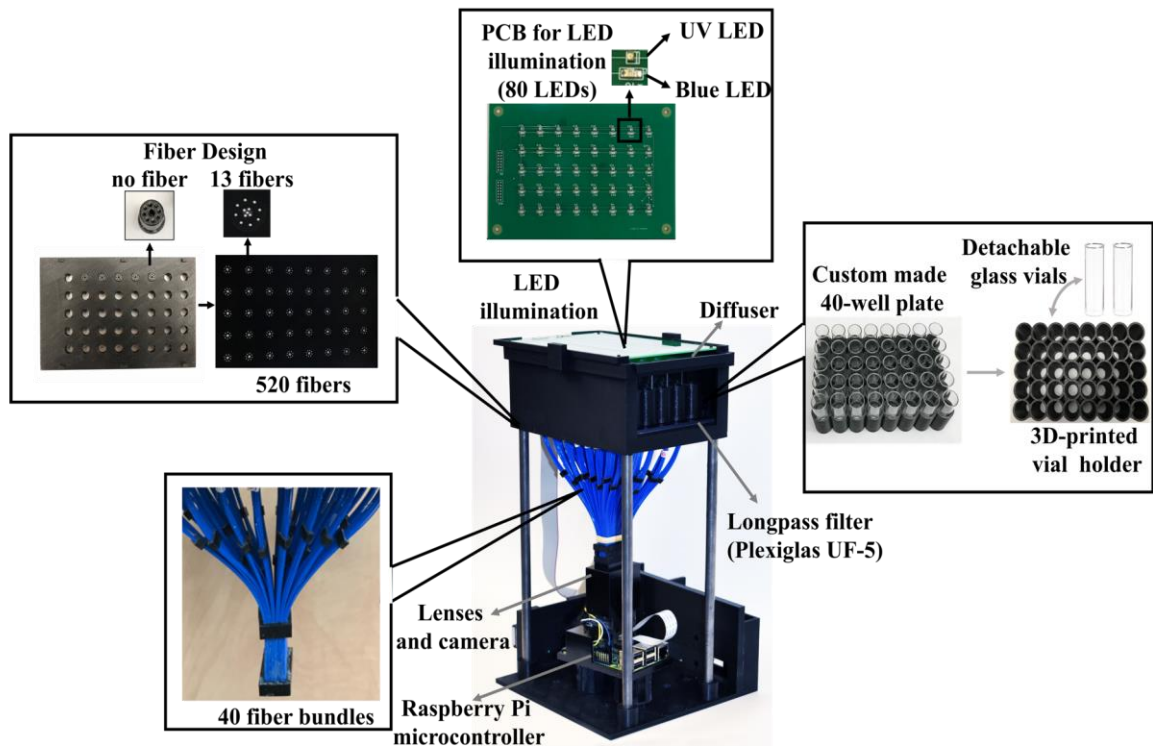 PCB for LED
illumination
(80 LEDs)
UV LED
Blue LED
Fiber Design
no fiber
13 fibers
520 fibers
LED
illumination
Diffuser
Custom made
40-well plate
Detachable
glass vials
3D-printed
vial holder
Longpass filter
(Plexiglas UF-5)
Lenses
and camera
Raspberry Pi
microcontroller
40 fiber bundles